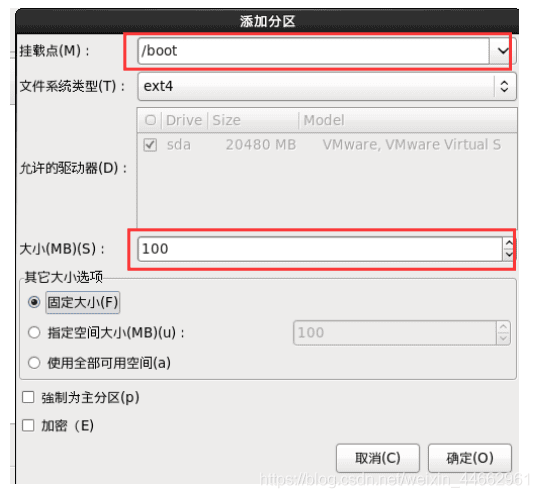 添加分区
挂载点(M)：
/boot
文件系统类型(T)：
ext4
Drive Size Model
允许的驱动器(D)：
sda 20480 MB VMware, VMware Virtual S
大小(MB)(S)：
100
其它大小选项
固定大小(F)
指定空间大小(MB)(u)：
100
使用全部可用空间(a)
強制为主分区(p)
加密（E)
取消(C) 确定(O)
https://blog.csdn.net/weixin_44662961